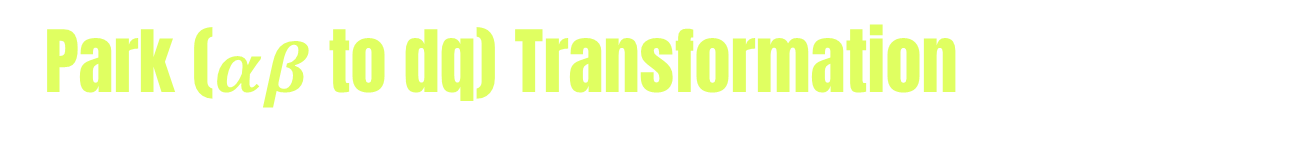 Park (αβ to dq) Transformation